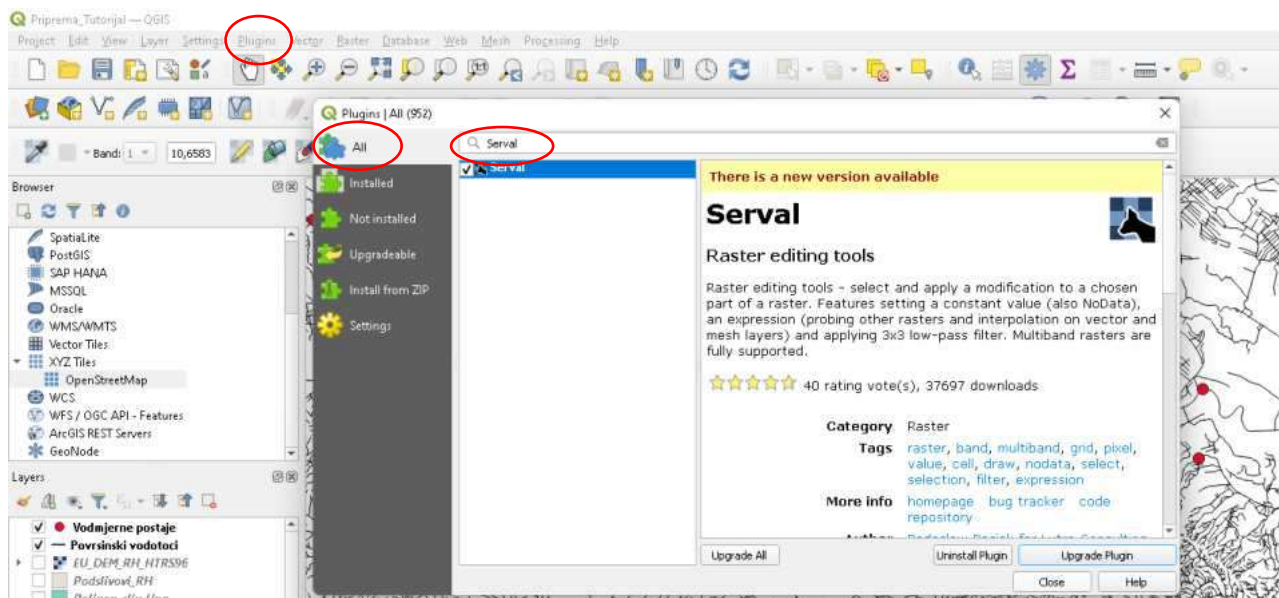 Priprema_Tutorijal — QGIS
Project Edit View Layer Settings Plugins Vector Raster Database Web Mesh Processing Help
Band: 1 10,6583
Plugins | All (952)
All
Installed
Not installed
Upgradeable
Install from ZIP
Settings
Serval
Serval
There is a new version available
Serval
Raster editing tools
Raster editing tools - select and apply a modification to a chosen
part of a raster. Features setting a constant value (also NoData),
an expression (probing other rasters and interpolation on vector and
mesh layers) and applying 3x3 low-pass filter. Multiband rasters are
fully supported.
40 rating vote(s), 37697 downloads
Category Raster
Tags raster, band, multiband, grid, pixel,
value, cell, draw, nodata, select,
selection, filter, expression
More info homepage bug tracker code
repository
Upgrade All
Uninstall Plugin
Upgrade Plugin
Close
Help
Browser
SpatiaLite
PostGIS
SAP HANA
MSSQL
Oracle
WMS/WMTS
Vector Tiles
XYZ Tiles
OpenStreetMap
WCS
WFS / OGC API - Features
ArcGIS REST Servers
GeoNode
Layers
Vodmjerne postaje
Povrsinski vodotoci
EU_DEM_RH_HTRS96
Podslivovi_RH